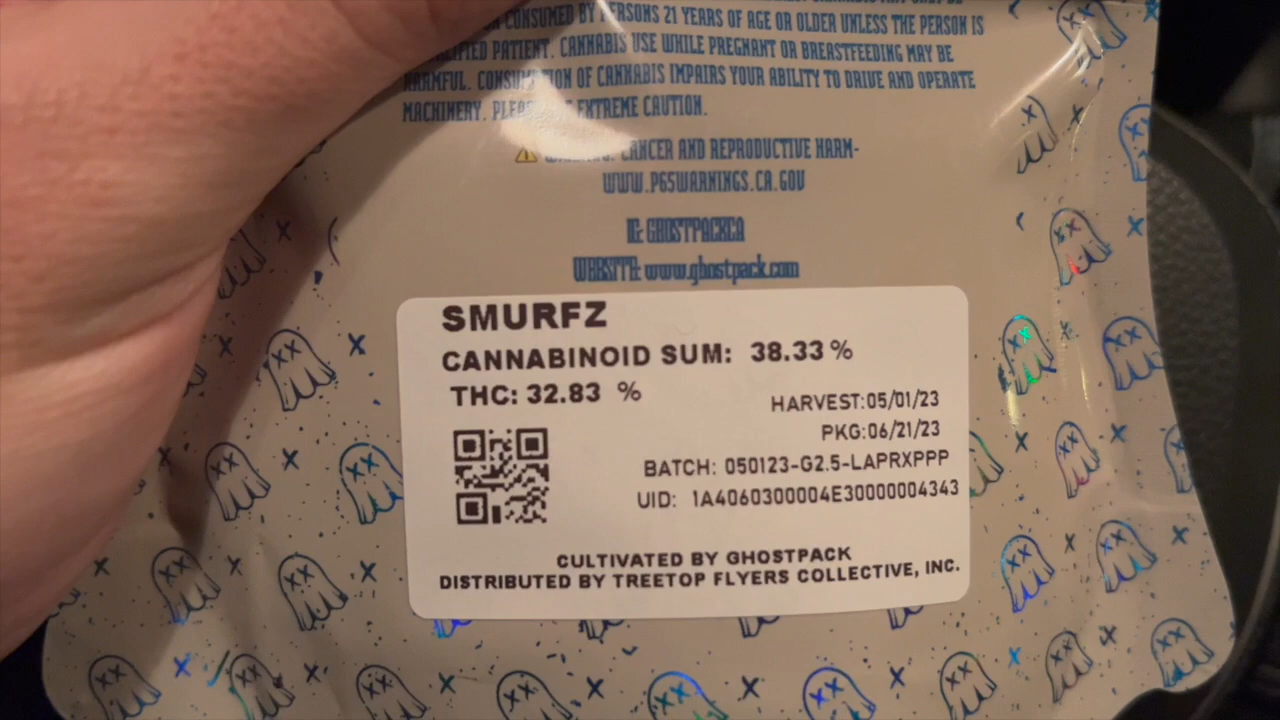 CONSUMED BY PERSONS 21 YEARS OF AGE OR OLDER UNLESS THE PERSON IS
PATIENT. CANNABIS USE WHILE PREGNANT OR BREASTFEEDING MAY BE
HARMFUL. CONSUMPTION OF CANNABIS IMPAIRS YOUR ABILITY TO DRIVE AND OPERATE
MACHINERY. EXTREME CAUTION.
CANCER AND REPRODUCTIVE HARM-
WWW.P65WARNINGS.CA.GOV
IG: GHOSTPACKCA
WEBSITE: www.ghostpack.com
SMURFZ
CANNABINOID SUM: 38.33%
THC: 32.83 %
HARVEST:05/01/23
PKG:06/21/23
BATCH: 050123-G2.5-LAPRXPPP
UID: 1A4060300004E30000004343
CULTIVATED BY GHOSTPACK
DISTRIBUTED BY TREETOP FLYERS COLLECTIVE, INC.